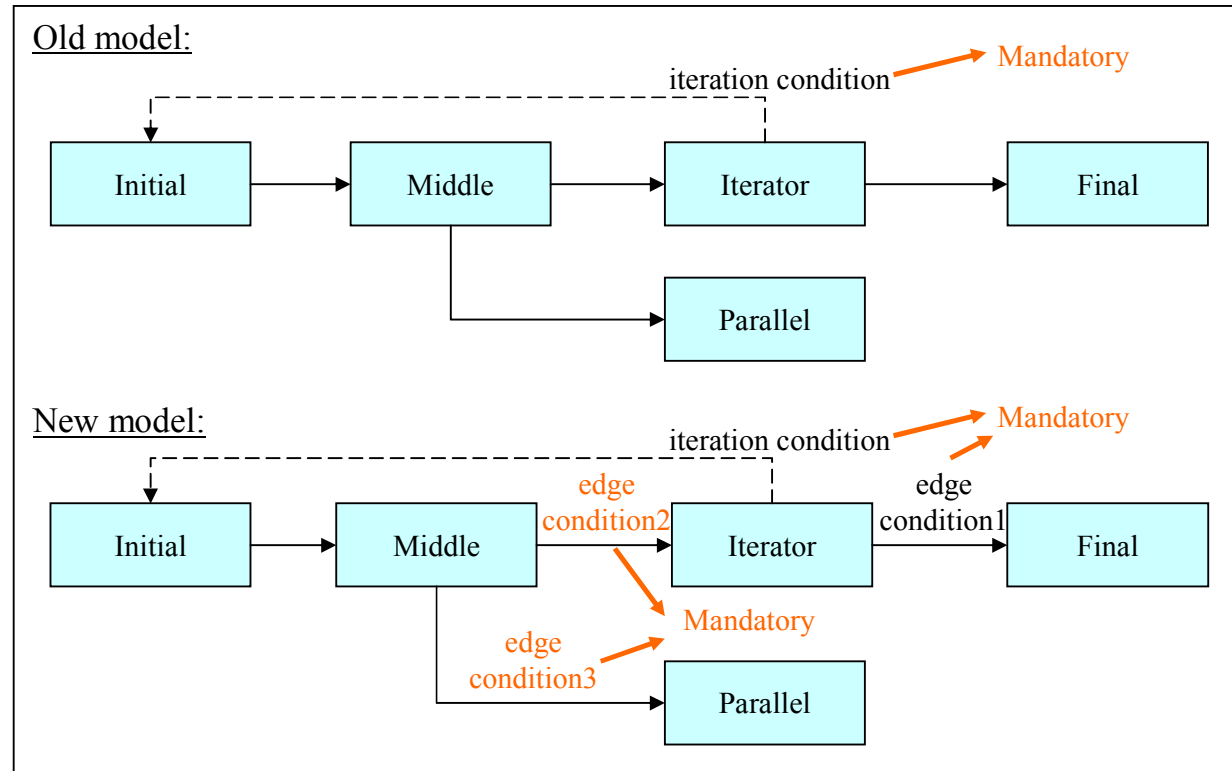 Old model:
Mandatory
iteration condition
Initial
Middle
Iterator
Final
Parallel
New model:
Mandatory
iteration condition
edge
condition2
edge
condition1
Initial
Middle
Iterator
Final
Mandatory
edge
condition3
Parallel